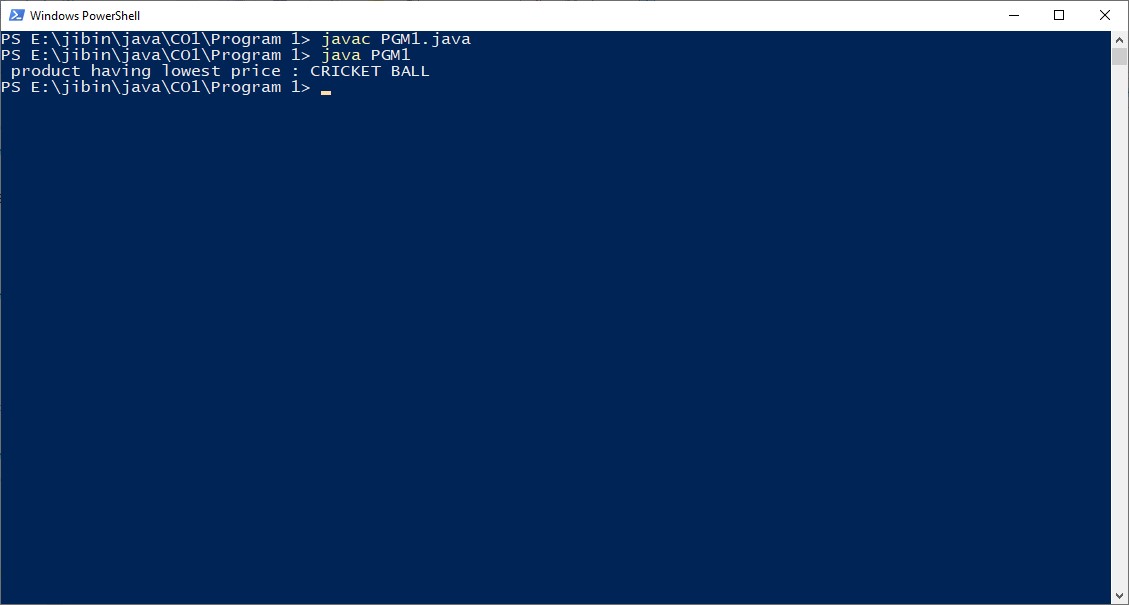 Windows PowerShell
PS E:\jibin\java\CO1\Program 1> javac PGM1.java
PS E:\jibin\java\CO1\Program 1> java PGM1
 product having lowest price : CRICKET BALL
PS E:\jibin\java\CO1\Program 1>